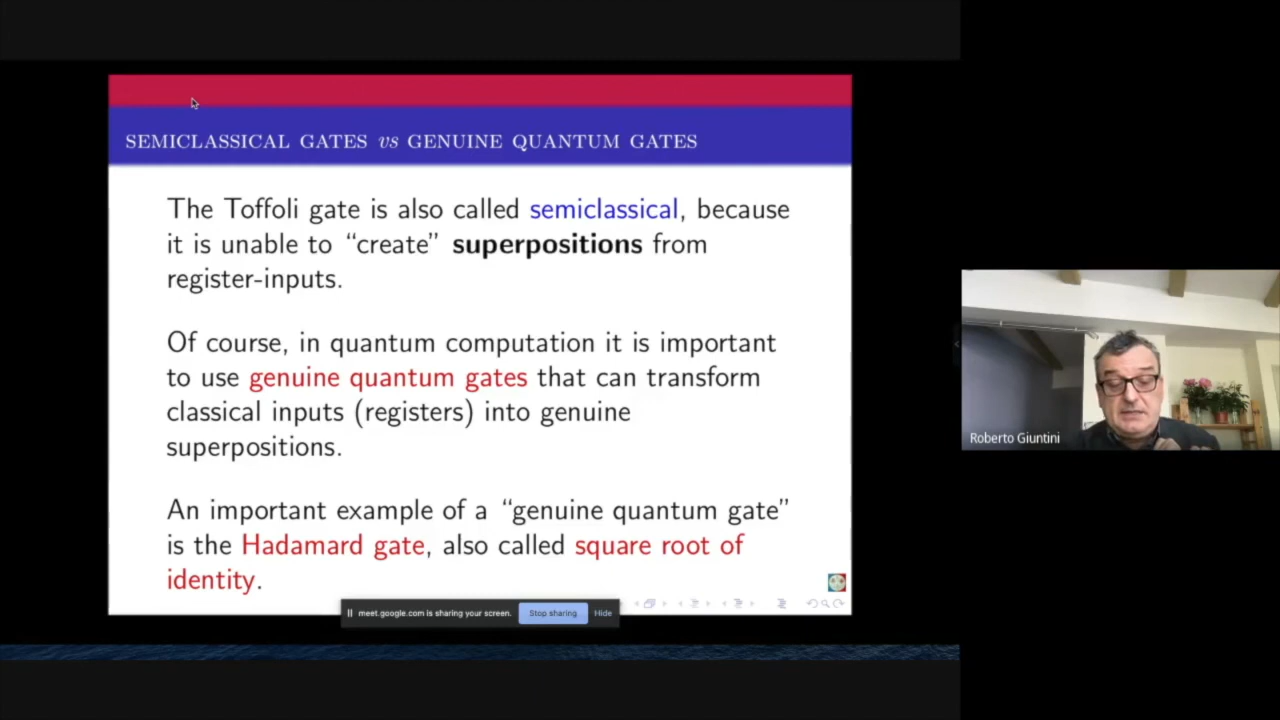 SEMICLASSICAL GATES vs GENUINE QUANTUM GATES
The Toffoli gate is also called semiclassical, because
it is unable to “create” superpositions from
register-inputs.
Of course, in quantum computation it is important
to use genuine quantum gates that can transform
classical inputs (registers) into genuine
superpositions.
An important example of a “genuine quantum gate”
is the Hadamard gate, also called square root of
identity.
meet.google.com is sharing your screen. Stop sharing Hide
Roberto Giuntini